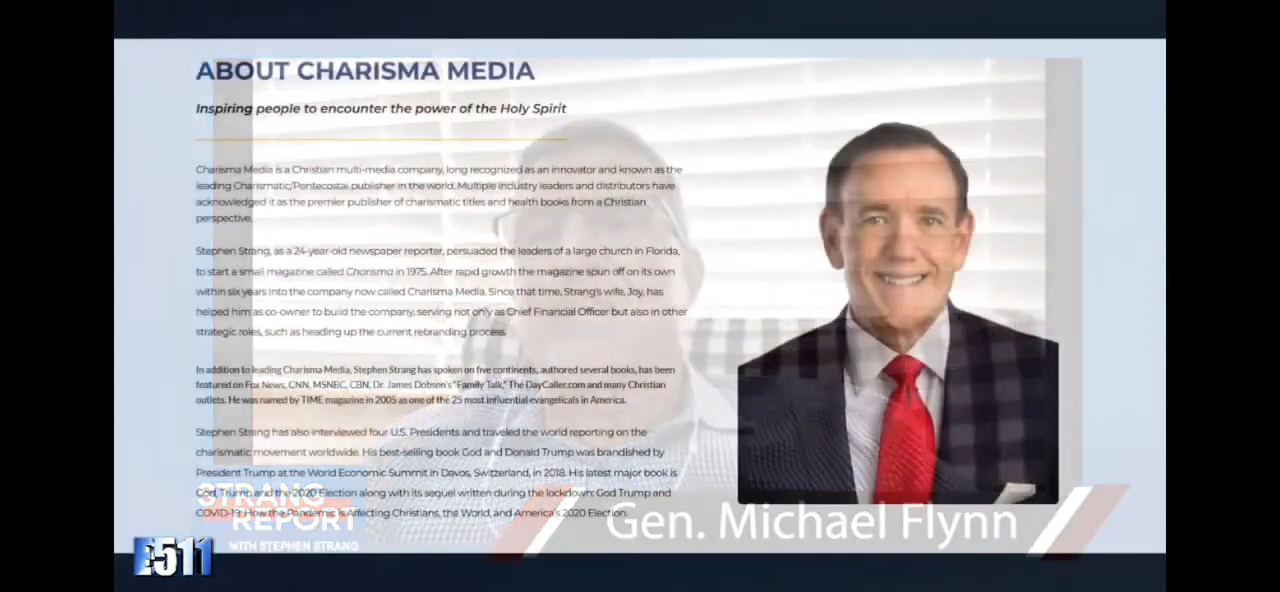 ABOUT CHARISMA MEDIA
Inspiring people to encounter the power of the Holy Spirit
Charisma Media is a Christian multi-media company, long recognized as an innovator and known as the
leading Charismatic/Pentecostal publisher in the world. Multiple industry leaders and distributors have
acknowledged it as the premier publisher of charismatic titles and health books from a Christian
perspective.
Stephen Strang, as a 24-year-old newspaper reporter, persuaded the leaders of a large church in Florida,
to start a small magazine called Charisma in 1975. After rapid growth the magazine spun off on its own
within six years into the company now called Charisma Media. Since that time, Strang's wife, Joy, has
helped him as co-owner to build the company, serving not only as Chief Financial Officer but also in other
strategic roles, such as heading up the current rebranding process.
In addition to leading Charisma Media, Stephen Strang has spoken on five continents, authored several books, has been
featured on Fox News, CNN, MSNBC, CBN, Dr. James Dobson's "Family Talk," The DayCaller.com and many Christian
outlets. He was named by TIME magazine in 2005 as one of the 25 most influential evangelicals in America.
Stephen Strang has also interviewed four U.S. Presidents and traveled the world reporting on the
charismatic movement worldwide. His best-selling book God and Donald Trump was brandished by
President Trump at the World Economic Summit in Davos, Switzerland, in 2018. His latest major book is
God, Trump and the 2020 Election along with its sequel written during the lockdown: God Trump and
COVID-19: How the Pandemic is Affecting Christians, the World, and America's 2020 Election.
STRANG
REPORT
WITH STEPHEN STRANG
Gen. Michael Flynn
511